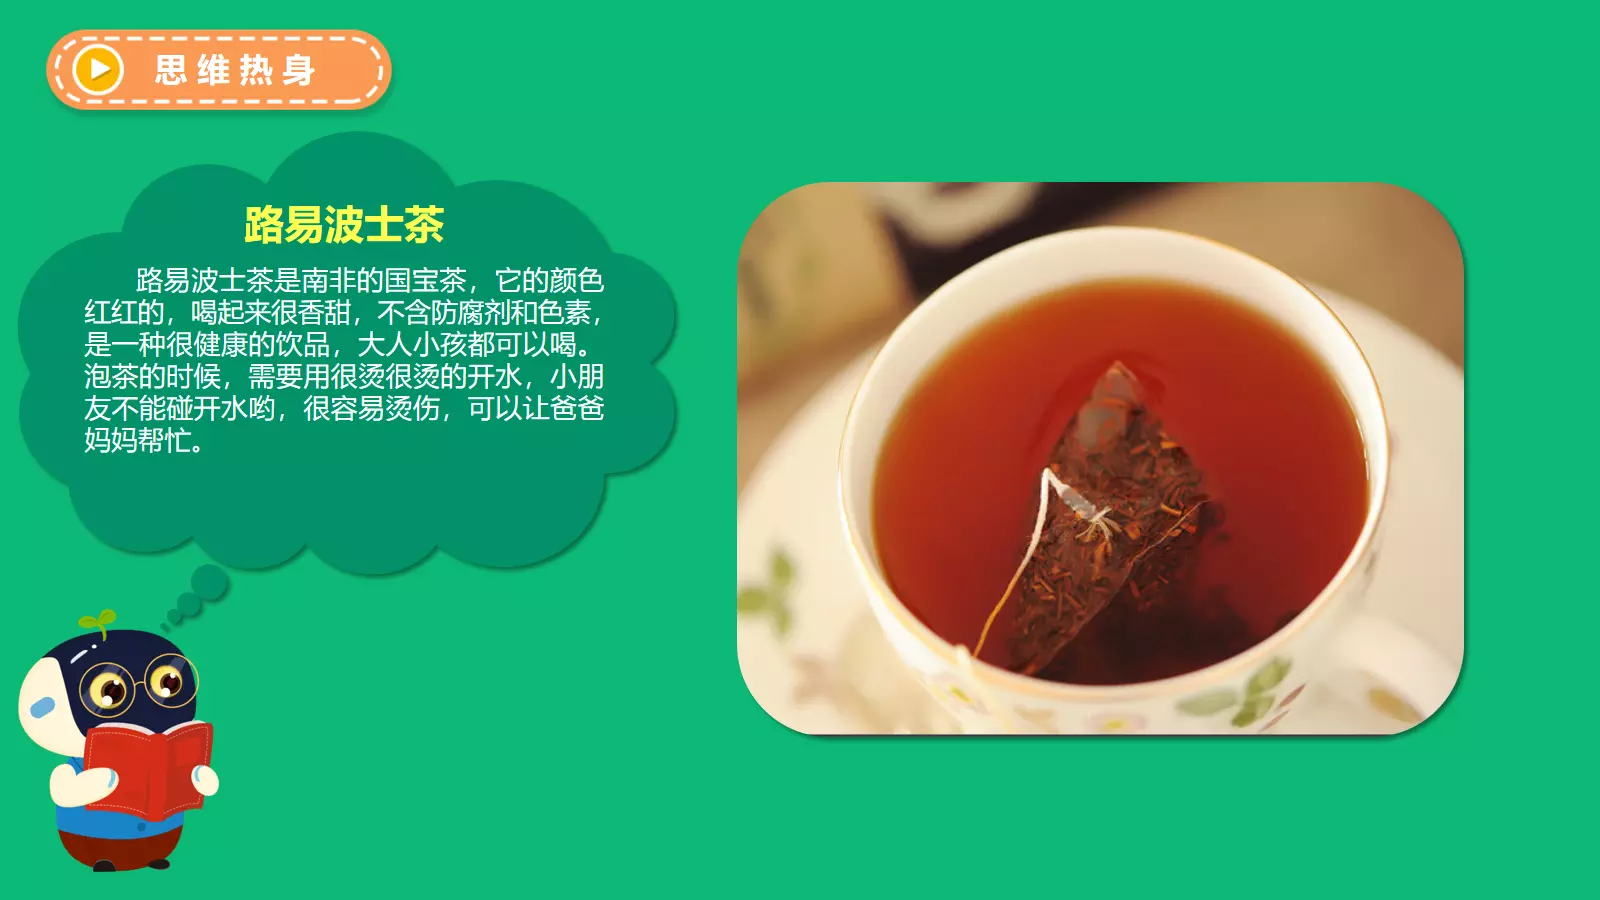 思维热身
路易波士茶
路易波士茶是南非的国宝茶，它的颜色
红红的，喝起来很香甜，不含防腐剂和色素，
是一种很健康的饮品，大人小孩都可以喝。
泡茶的时候，需要用很烫很烫的开水，小朋
友不能碰开水哟，很容易烫伤，可以让爸爸
妈妈帮忙。